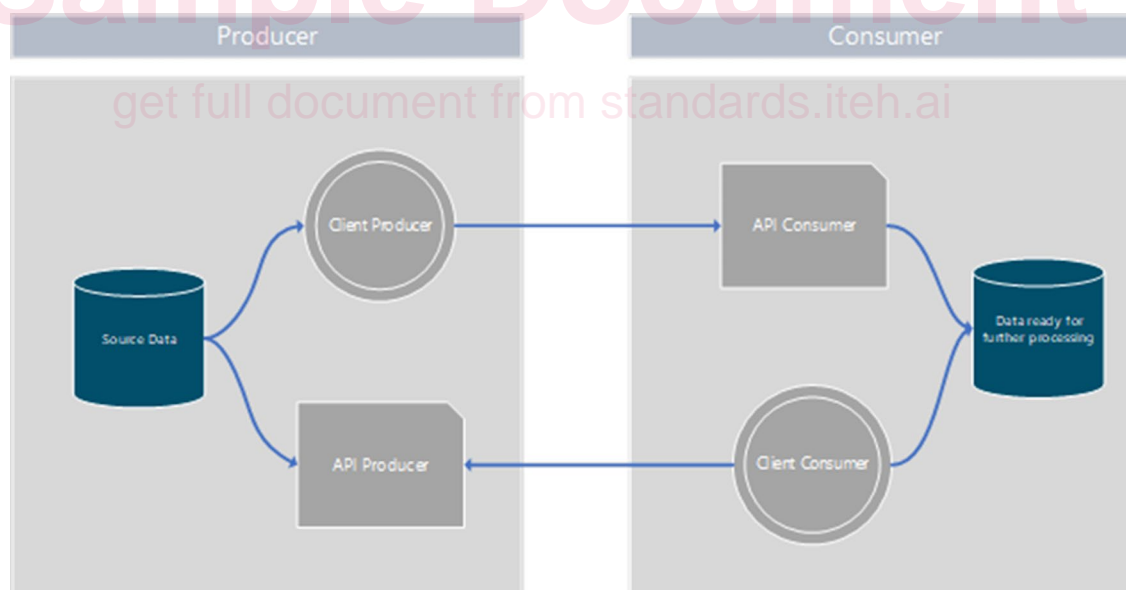 Sample Document
Producer
Consumer
get full document from standards.iteh.ai
Client Producer
API Consumer
Source Data
Data ready for
further processing
API Producer
Client Consumer